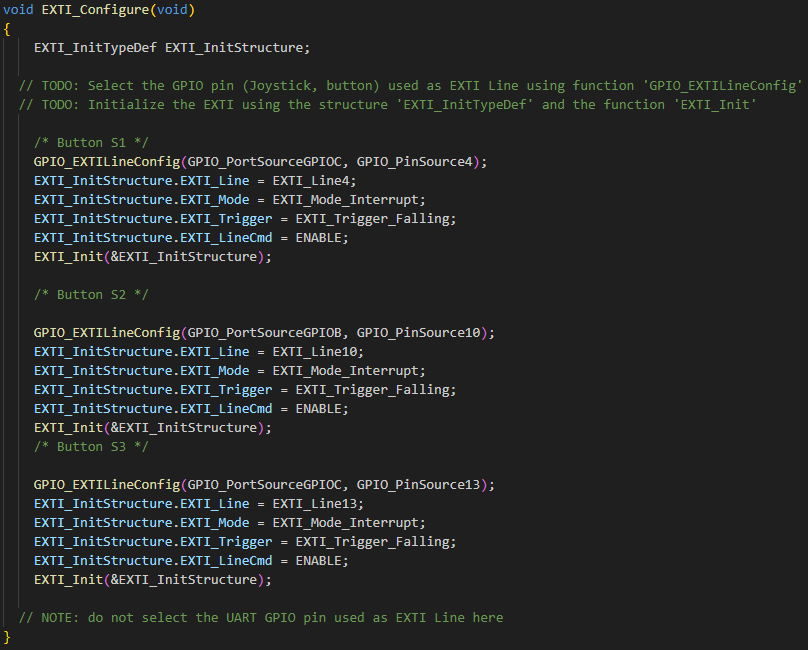 void EXTI_Configure(void)
{
    EXTI_InitTypeDef EXTI_InitStructure;
  // TODO: Select the GPIO pin (Joystick, button) used as EXTI Line using function 'GPIO_EXTILineConfig'
  // TODO: Initialize the EXTI using the structure 'EXTI_InitTypeDef' and the function 'EXTI_Init'
    /* Button S1 */
    GPIO_EXTILineConfig(GPIO_PortSourceGPIOC, GPIO_PinSource4);
    EXTI_InitStructure.EXTI_Line = EXTI_Line4;
    EXTI_InitStructure.EXTI_Mode = EXTI_Mode_Interrupt;
    EXTI_InitStructure.EXTI_Trigger = EXTI_Trigger_Falling;
    EXTI_InitStructure.EXTI_LineCmd = ENABLE;
    EXTI_Init(&EXTI_InitStructure);
    /* Button S2 */
    GPIO_EXTILineConfig(GPIO_PortSourceGPIOB, GPIO_PinSource10);
    EXTI_InitStructure.EXTI_Line = EXTI_Line10;
    EXTI_InitStructure.EXTI_Mode = EXTI_Mode_Interrupt;
    EXTI_InitStructure.EXTI_Trigger = EXTI_Trigger_Falling;
    EXTI_InitStructure.EXTI_LineCmd = ENABLE;
    EXTI_Init(&EXTI_InitStructure);
    /* Button S3 */
    GPIO_EXTILineConfig(GPIO_PortSourceGPIOC, GPIO_PinSource13);
    EXTI_InitStructure.EXTI_Line = EXTI_Line13;
    EXTI_InitStructure.EXTI_Mode = EXTI_Mode_Interrupt;
    EXTI_InitStructure.EXTI_Trigger = EXTI_Trigger_Falling;
    EXTI_InitStructure.EXTI_LineCmd = ENABLE;
    EXTI_Init(&EXTI_InitStructure);
  // NOTE: do not select the UART GPIO pin used as EXTI Line here
}